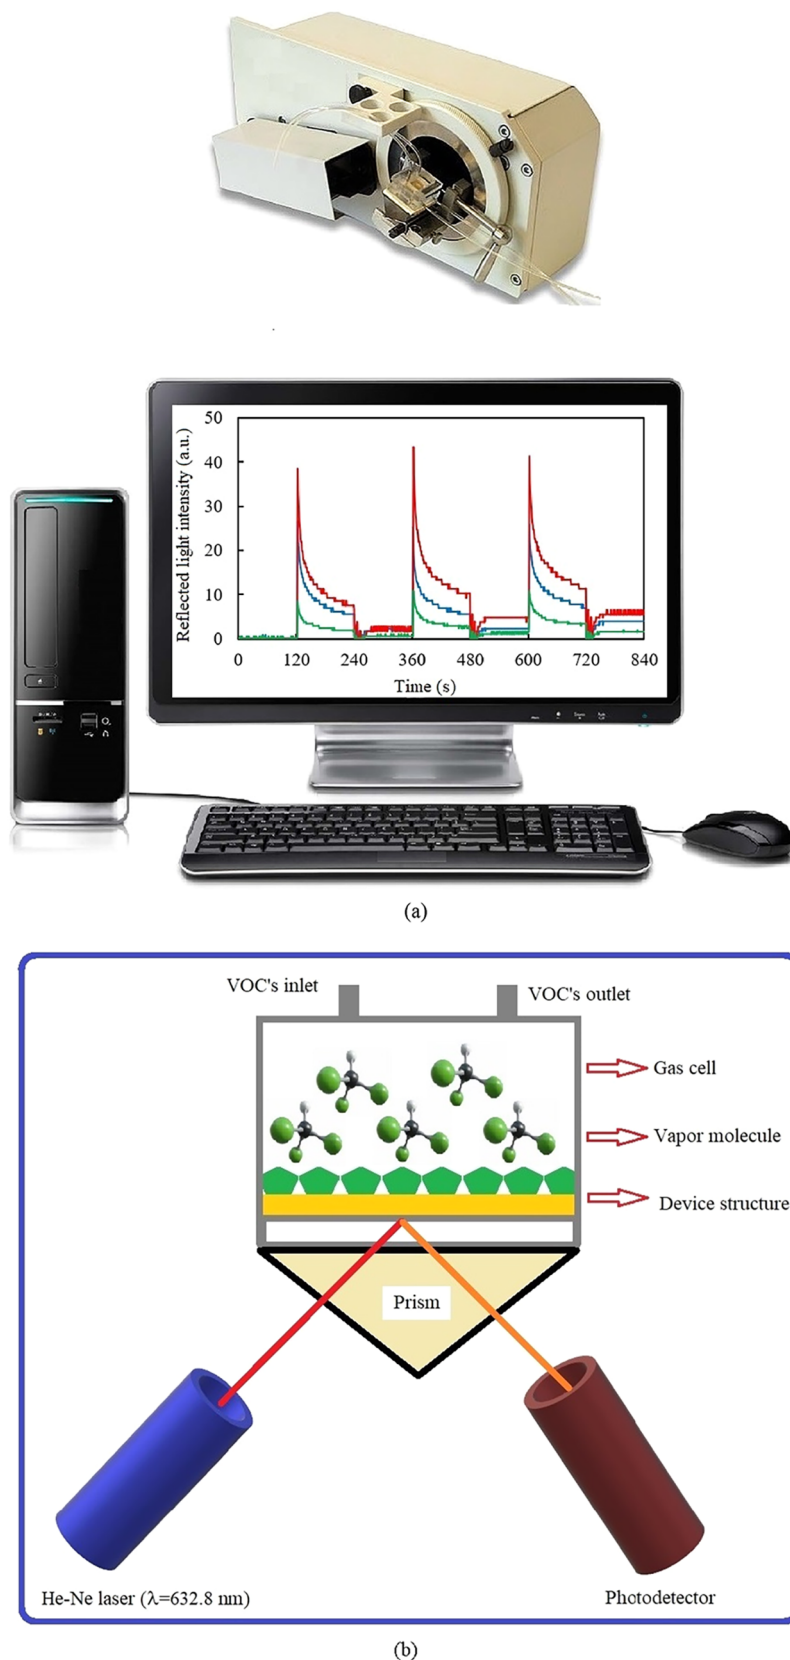 50
40
30
20
10
0
Reflected light intensity (a.u.)
0 120 240 360 480 600 720 840
Time (s)
(a)
VOC's inlet
VOC's outlet
Gas cell
Vapor molecule
Device structure
Prism
He-Ne laser (λ=632.8 nm)
Photodetector
(b)